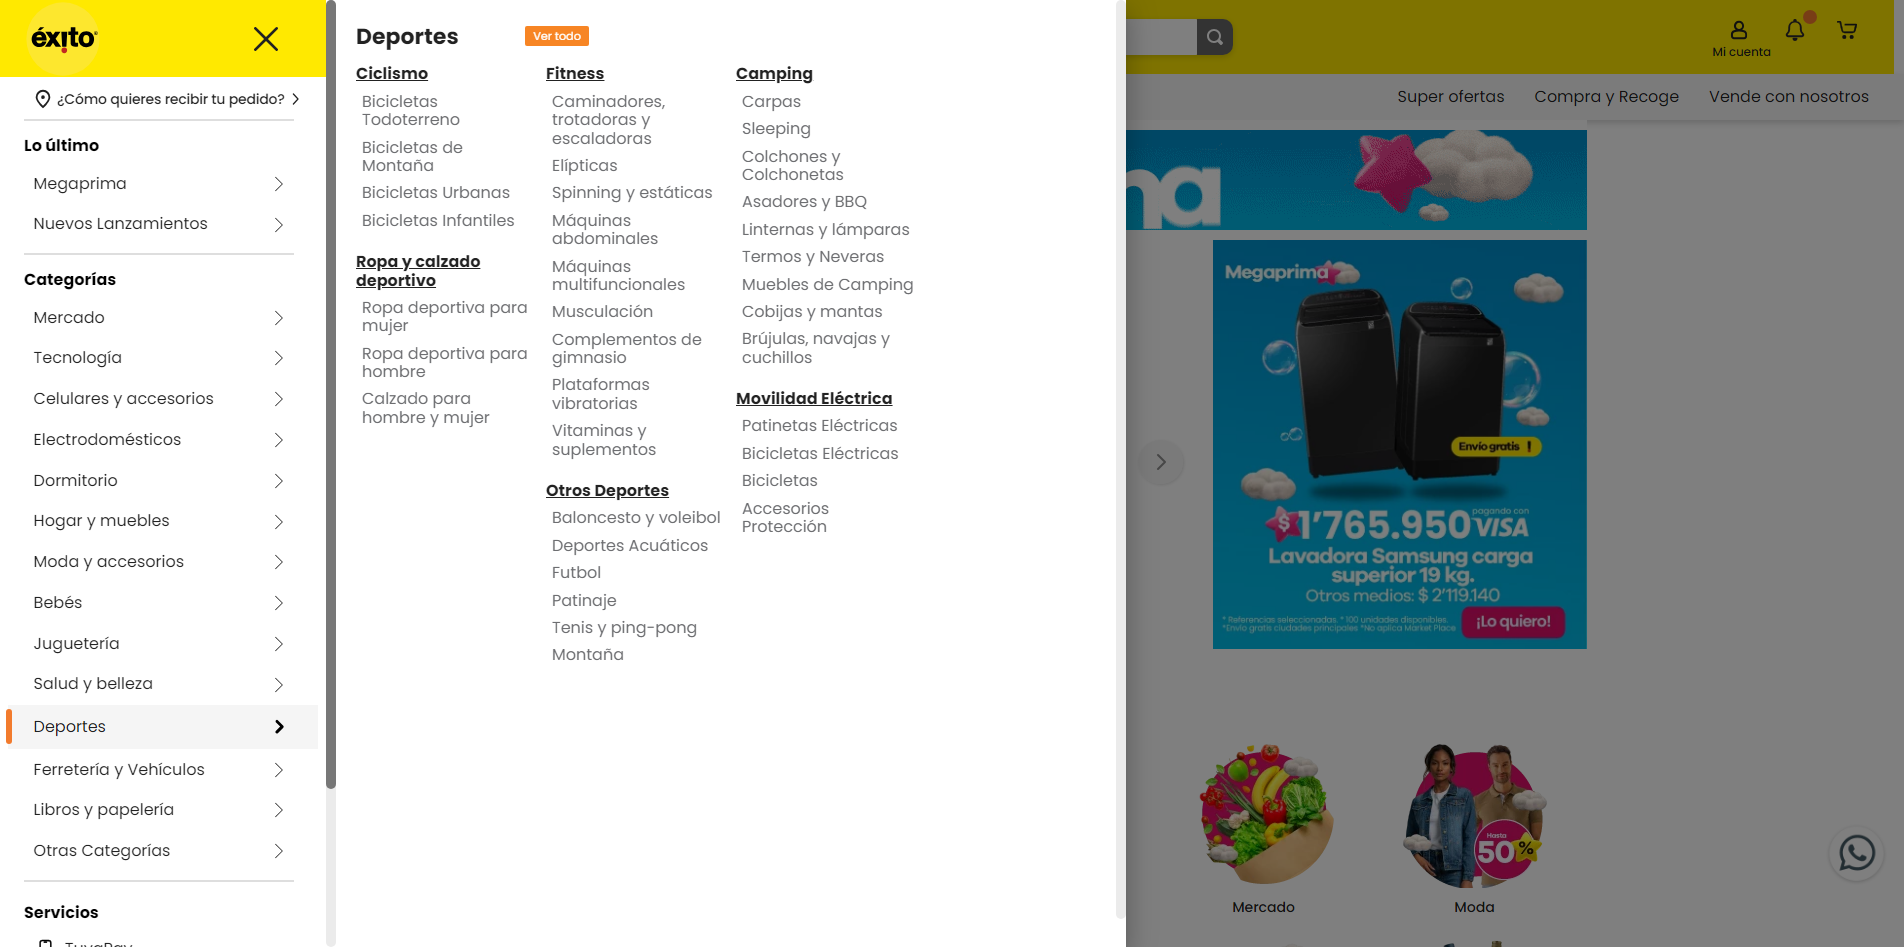 éxito
¿Cómo quieres recibir tu pedido?
Lo último
Megaprima
Nuevos Lanzamientos
Categorías
Mercado
Tecnología
Celulares y accesorios
Electrodomésticos
Dormitorio
Hogar y muebles
Moda y accesorios
Bebés
Juguetería
Salud y belleza
Deportes
Ferretería y Vehículos
Libros y papelería
Otras Categorías
Servicios
TuyaPay
Deportes
Ver todo
Ciclismo
Bicicletas
Todoterreno
Bicicletas de
Montaña
Bicicletas Urbanas
Bicicletas Infantiles
Ropa y calzado
deportivo
Ropa deportiva para
mujer
Ropa deportiva para
hombre
Calzado para
hombre y mujer
Fitness
Caminadores,
trotadoras y
escaladoras
Elípticas
Spinning y estáticas
Máquinas
abdominales
Máquinas
multifuncionales
Musculación
Complementos de
gimnasio
Plataformas
vibratorias
Vitaminas y
suplementos
Otros Deportes
Baloncesto y voleibol
Deportes Acuáticos
Futbol
Patinaje
Tenis y ping-pong
Montaña
Camping
Carpas
Sleeping
Colchones y
Colchonetas
Asadores y BBQ
Linternas y lámparas
Termos y Neveras
Muebles de Camping
Cobijas y mantas
Brújulas, navajas y
cuchillos
Movilidad Eléctrica
Patinetas Eléctricas
Bicicletas Eléctricas
Bicicletas
Accesorios
Protección
Mi cuenta
Super ofertas
Compra y Recoge
Vende con nosotros
na
Megaprima
Envío gratis !
$1'765.950
pagando con
VISA
Lavadora Samsung carga
superior 19 kg.
Otros medios: $ 2'119.140
* Referencias seleccionadas. * 100 unidades disponibles.
*Envío gratis ciudades principales *No aplica Market Place
¡Lo quiero!
Hasta
50%
Mercado
Moda